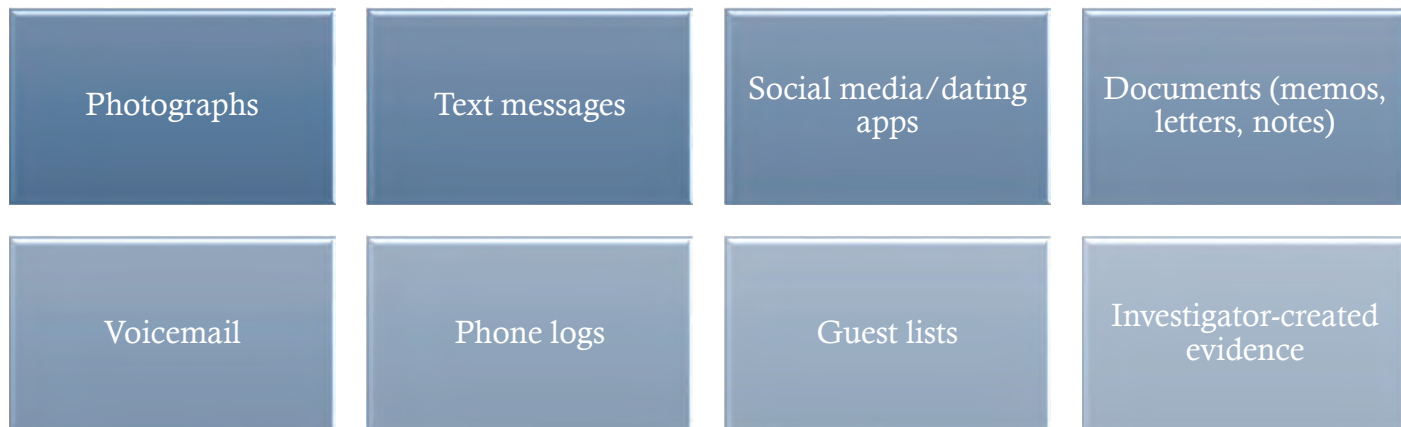 Photographs
Text messages
Social media/dating
apps
Documents (memos,
letters, notes)
Voicemail
Phone logs
Guest lists
Investigator-created
evidence